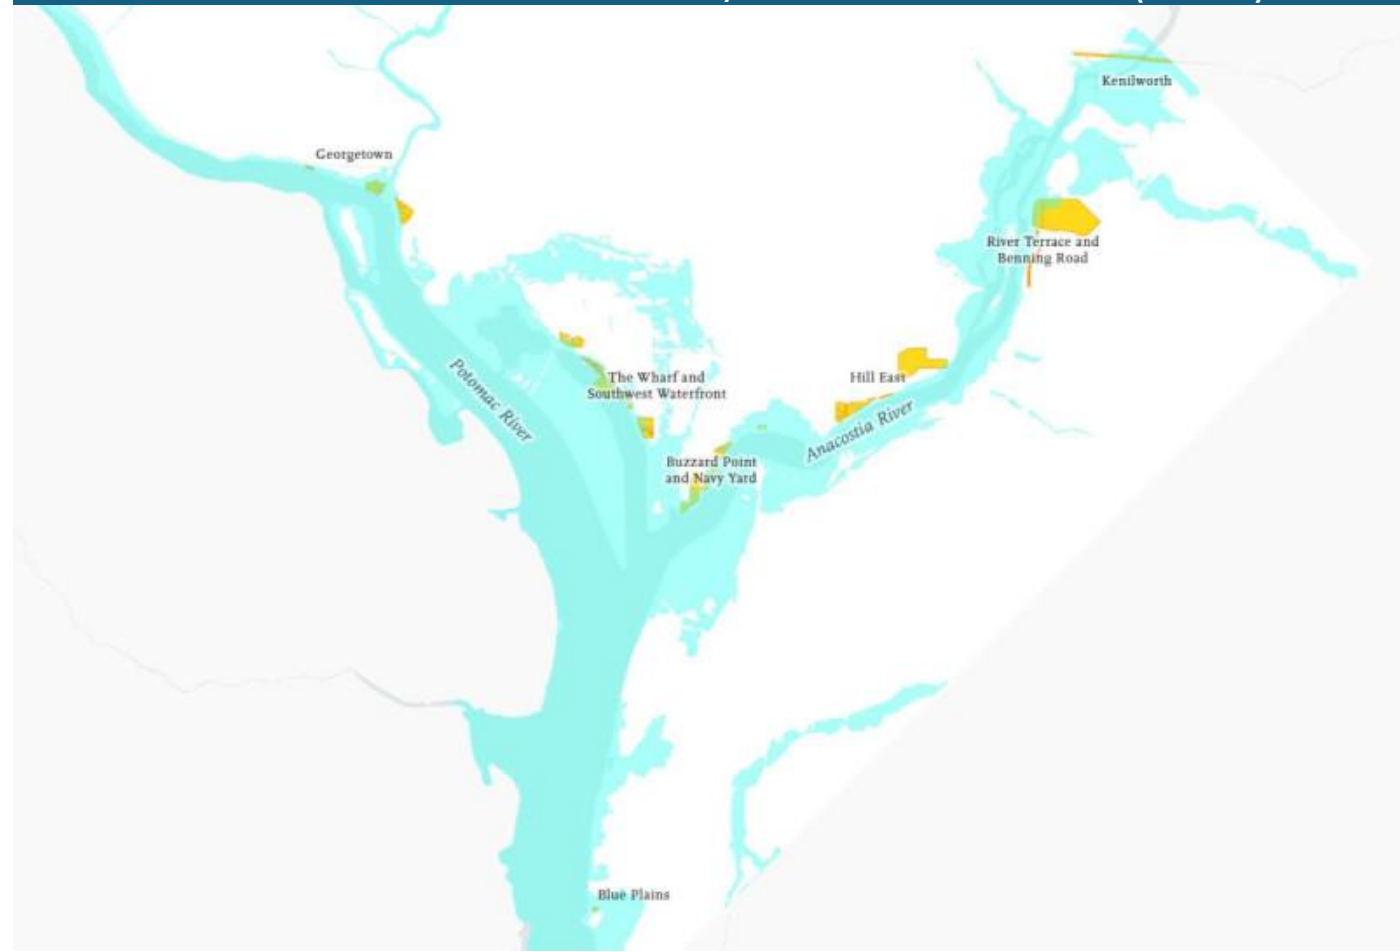 Kenilworth
Georgetown
River Terrace and
Benning Road
The Wharf and
Southwest Waterfront
Hill East
Potomac River
Anacostia River
Buzzard Point
and Navy Yard
Blue Plains